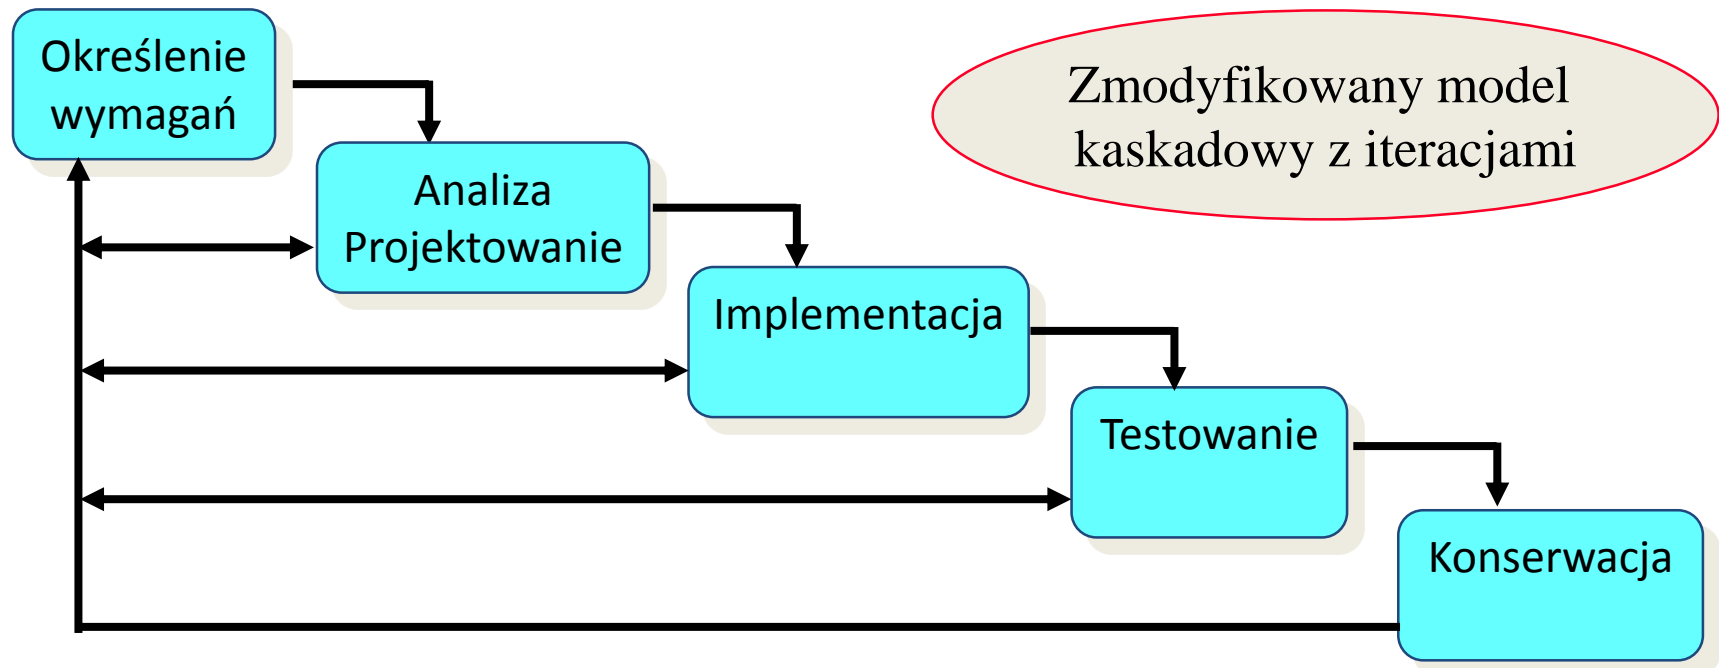 Określenie
wymagań
Zmodyfikowany model
kaskadowy z iteracjami
Analiza
Projektowanie
Implementacja
Testowanie
Konserwacja